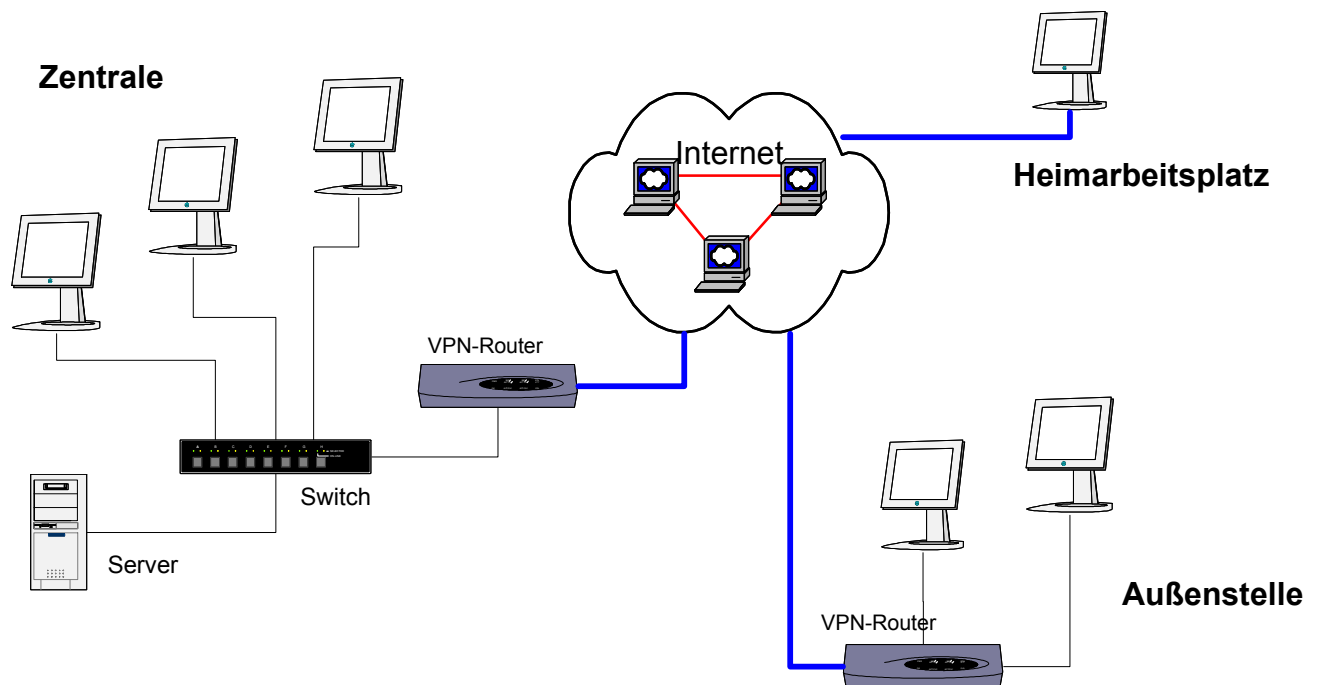 Zentrale
Internet
Heimarbeitsplatz
VPN-Router
Switch
Server
Außenstelle
VPN-Router